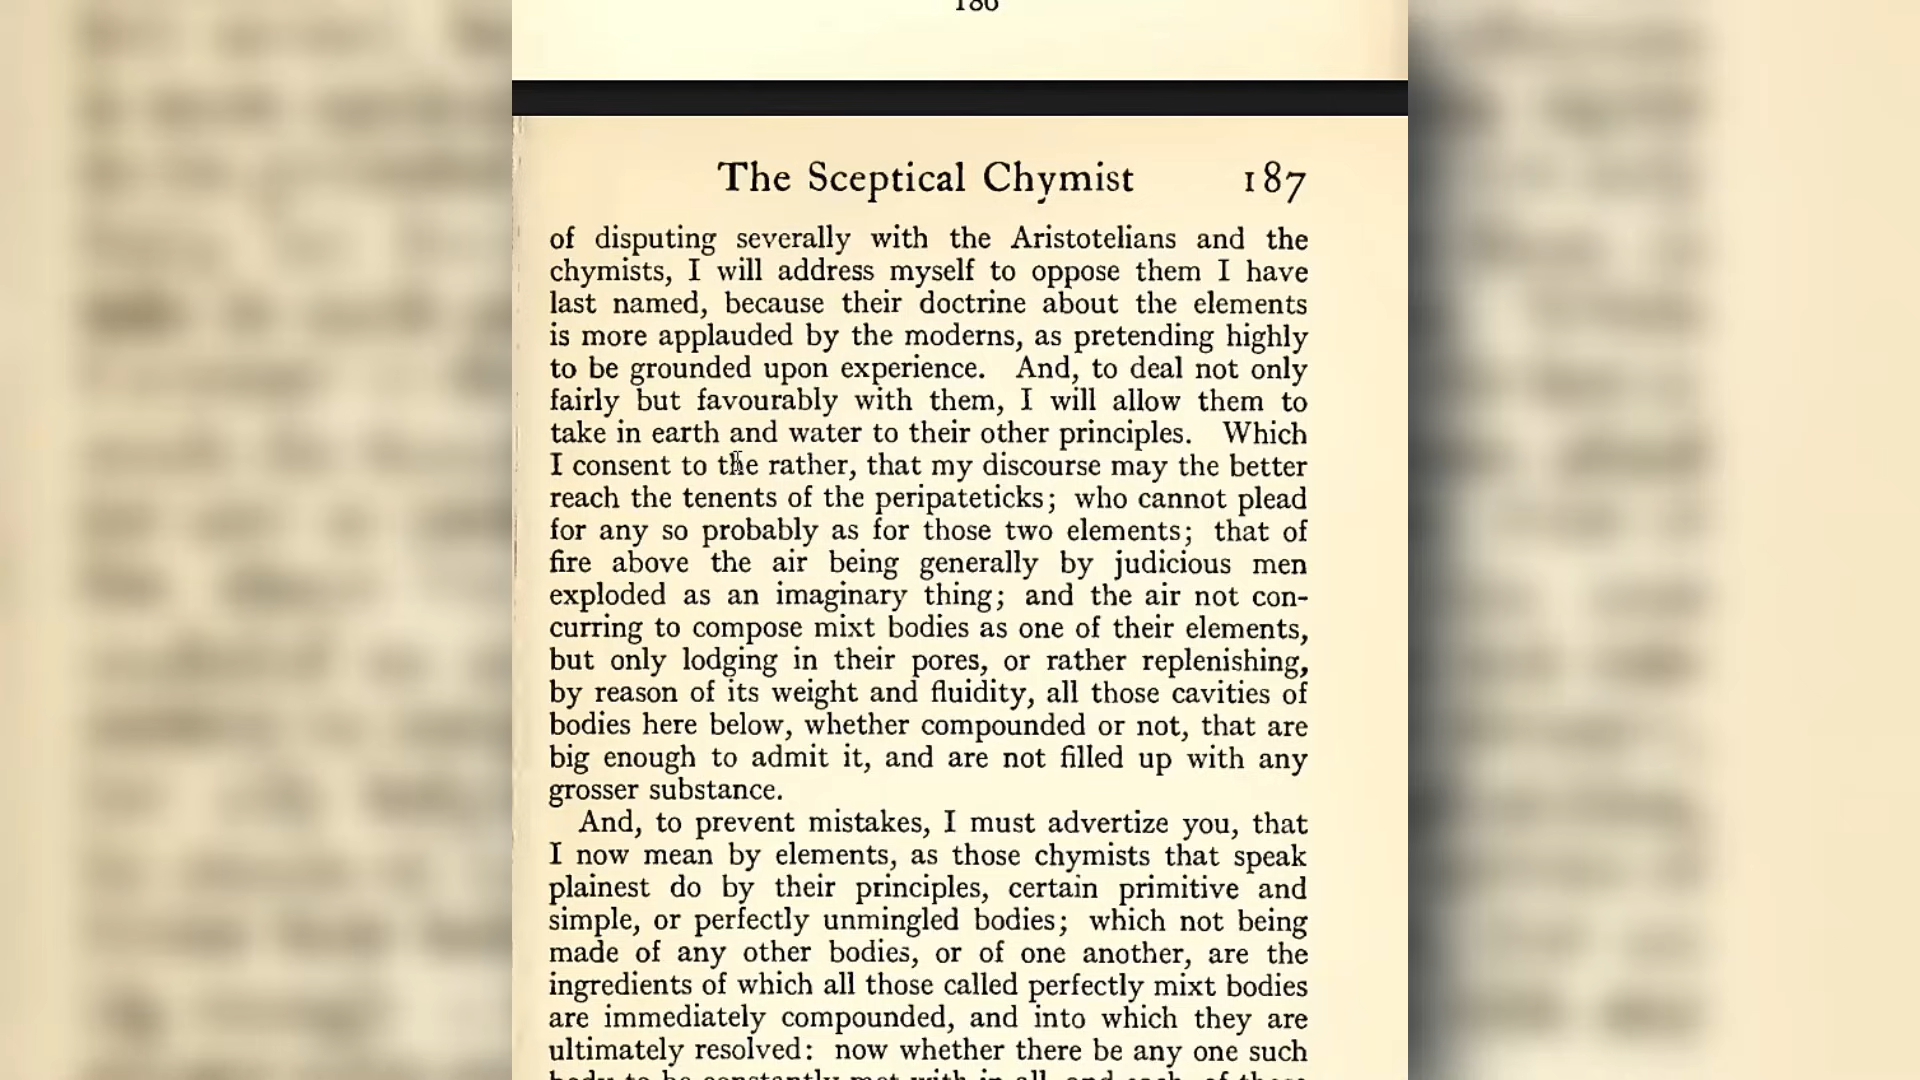 The Sceptical Chymist 187
of disputing severally with the Aristotelians and the
chymists, I will address myself to oppose them I have
last named, because their doctrine about the elements
is more applauded by the moderns, as pretending highly
to be grounded upon experience. And, to deal not only
fairly but favourably with them, I will allow them to
take in earth and water to their other principles. Which
I consent to the rather, that my discourse may the better
reach the tenents of the peripateticks; who cannot plead
for any so probably as for those two elements; that of
fire above the air being generally by judicious men
exploded as an imaginary thing; and the air not con-
curring to compose mixt bodies as one of their elements,
but only lodging in their pores, or rather replenishing,
by reason of its weight and fluidity, all those cavities of
bodies here below, whether compounded or not, that are
big enough to admit it, and are not filled up with any
grosser substance.
And, to prevent mistakes, I must advertize you, that
I now mean by elements, as those chymists that speak
plainest do by their principles, certain primitive and
simple, or perfectly unmingled bodies; which not being
made of any other bodies, or of one another, are the
ingredients of which all those called perfectly mixt bodies
are immediately compounded, and into which they are
ultimately resolved: now whether there be any one such